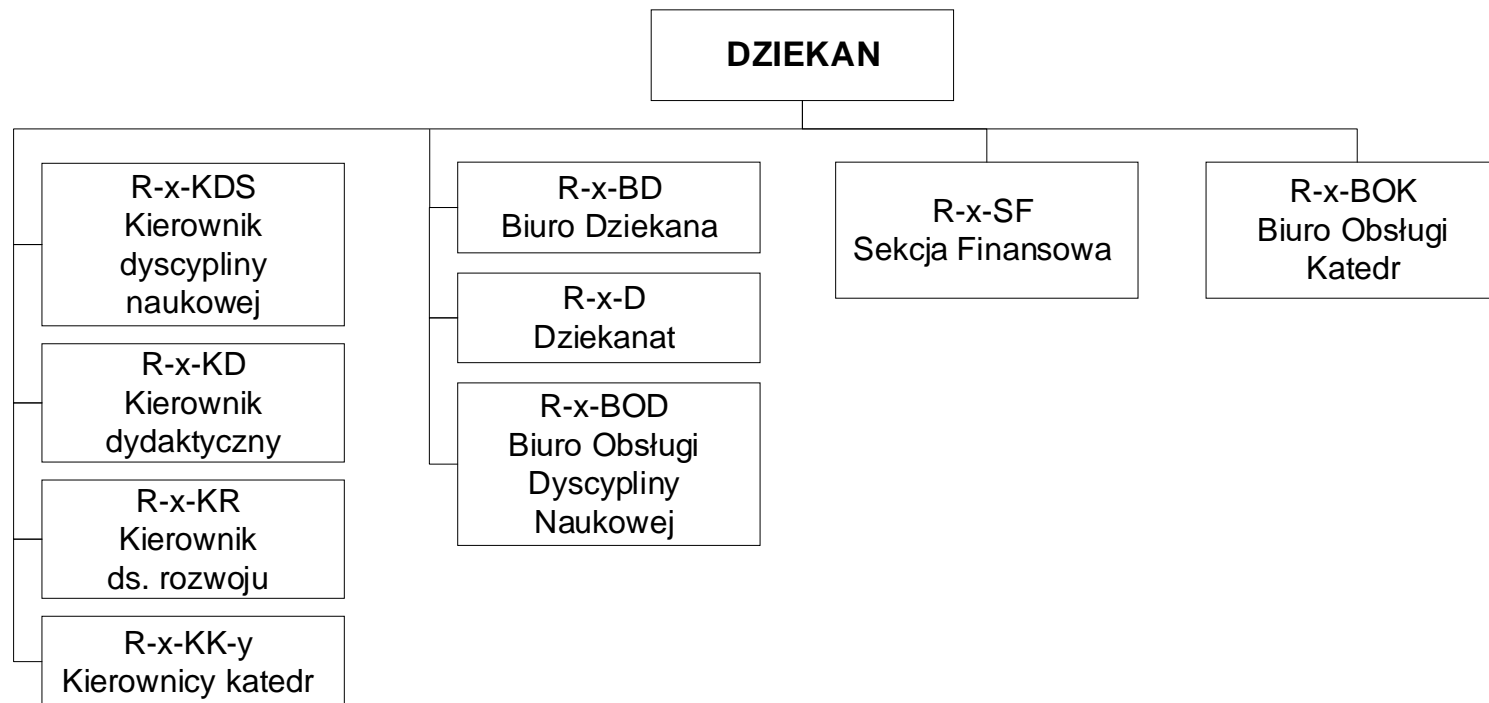 DZIEKAN
R-x-KDS
Kierownik
dyscypliny
naukowej
R-x-KD
Kierownik
dydaktyczny
R-x-KR
Kierownik
ds. rozwoju
R-x-KK-y
Kierownicy katedr
R-x-BD
Biuro Dziekana
R-x-D
Dziekanat
R-x-BOD
Biuro Obsługi
Dyscypliny
Naukowej
R-x-SF
Sekcja Finansowa
R-x-BOK
Biuro Obsługi
Katedr